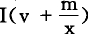 I(v + m/x)